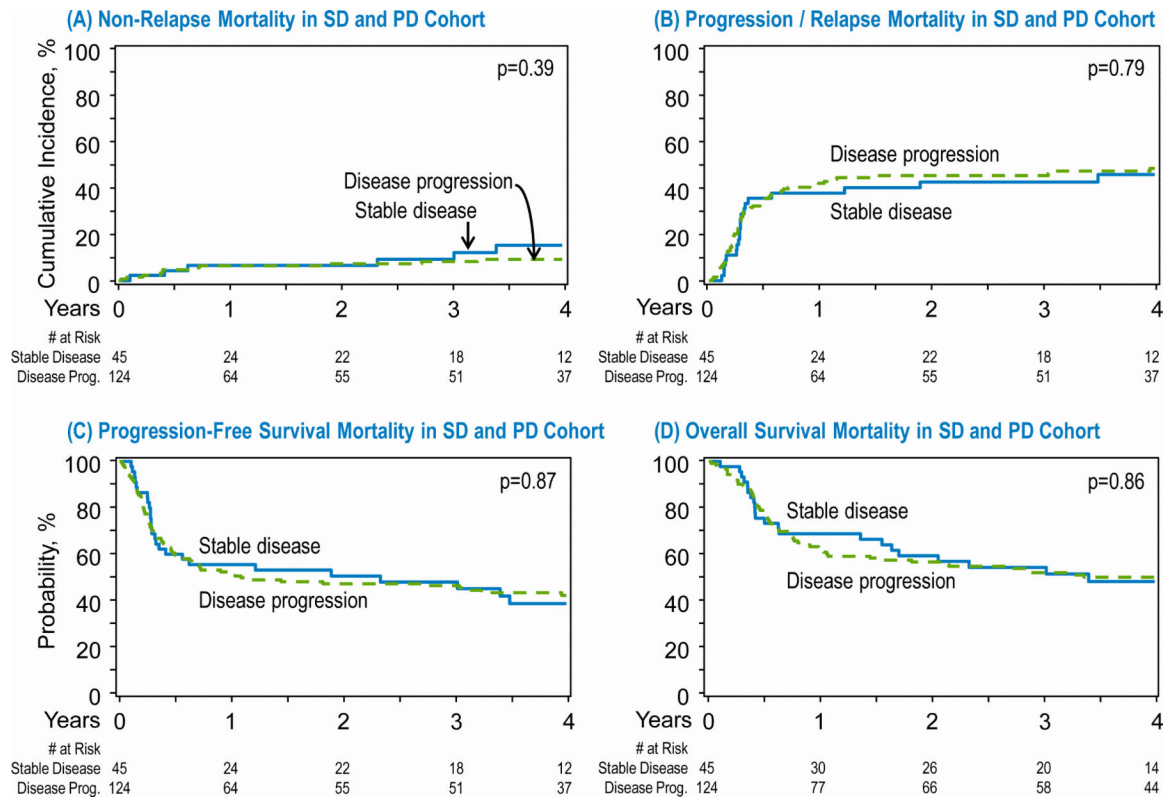 (A) Non-Relapse Mortality in SD and PD Cohort
100
80
60
40
20
0
Cumulative Incidence, %
p=0.39
Disease progression
Stable disease
Years 0 1 2 3 4
# at Risk
Stable Disease 45 24 22 18 12
Disease Prog. 124 64 55 51 37
(B) Progression / Relapse Mortality in SD and PD Cohort
100
80
60
40
20
0
p=0.79
Disease progression
Stable disease
Years 0 1 2 3 4
# at Risk
Stable Disease 45 24 22 18 12
Disease Prog. 124 64 55 51 37
(C) Progression-Free Survival Mortality in SD and PD Cohort
100
80
60
40
20
0
Probability, %
p=0.87
Stable disease
Disease progression
Years 0 1 2 3 4
# at Risk
Stable Disease 45 24 22 18 12
Disease Prog. 124 64 55 51 37
(D) Overall Survival Mortality in SD and PD Cohort
100
80
60
40
20
0
p=0.86
Stable disease
Disease progression
Years 0 1 2 3 4
# at Risk
Stable Disease 45 30 26 20 14
Disease Prog. 124 77 66 58 44